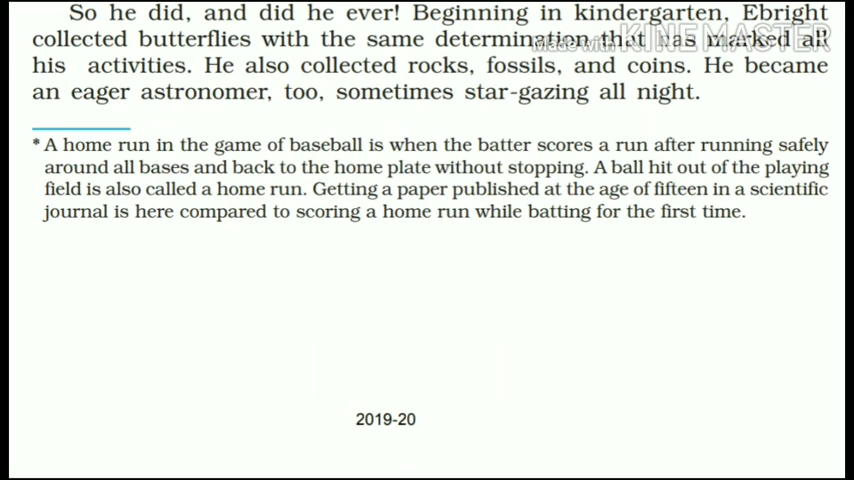 So he did, and did he ever! Beginning in kindergarten, Ebright
collected butterflies with the same determination that has marked all
Made with KINEMASTER
his activities. He also collected rocks, fossils, and coins. He became
an eager astronomer, too, sometimes star-gazing all night.
* A home run in the game of baseball is when the batter scores a run after running safely
around all bases and back to the home plate without stopping. A ball hit out of the playing
field is also called a home run. Getting a paper published at the age of fifteen in a scientific
journal is here compared to scoring a home run while batting for the first time.
2019-20